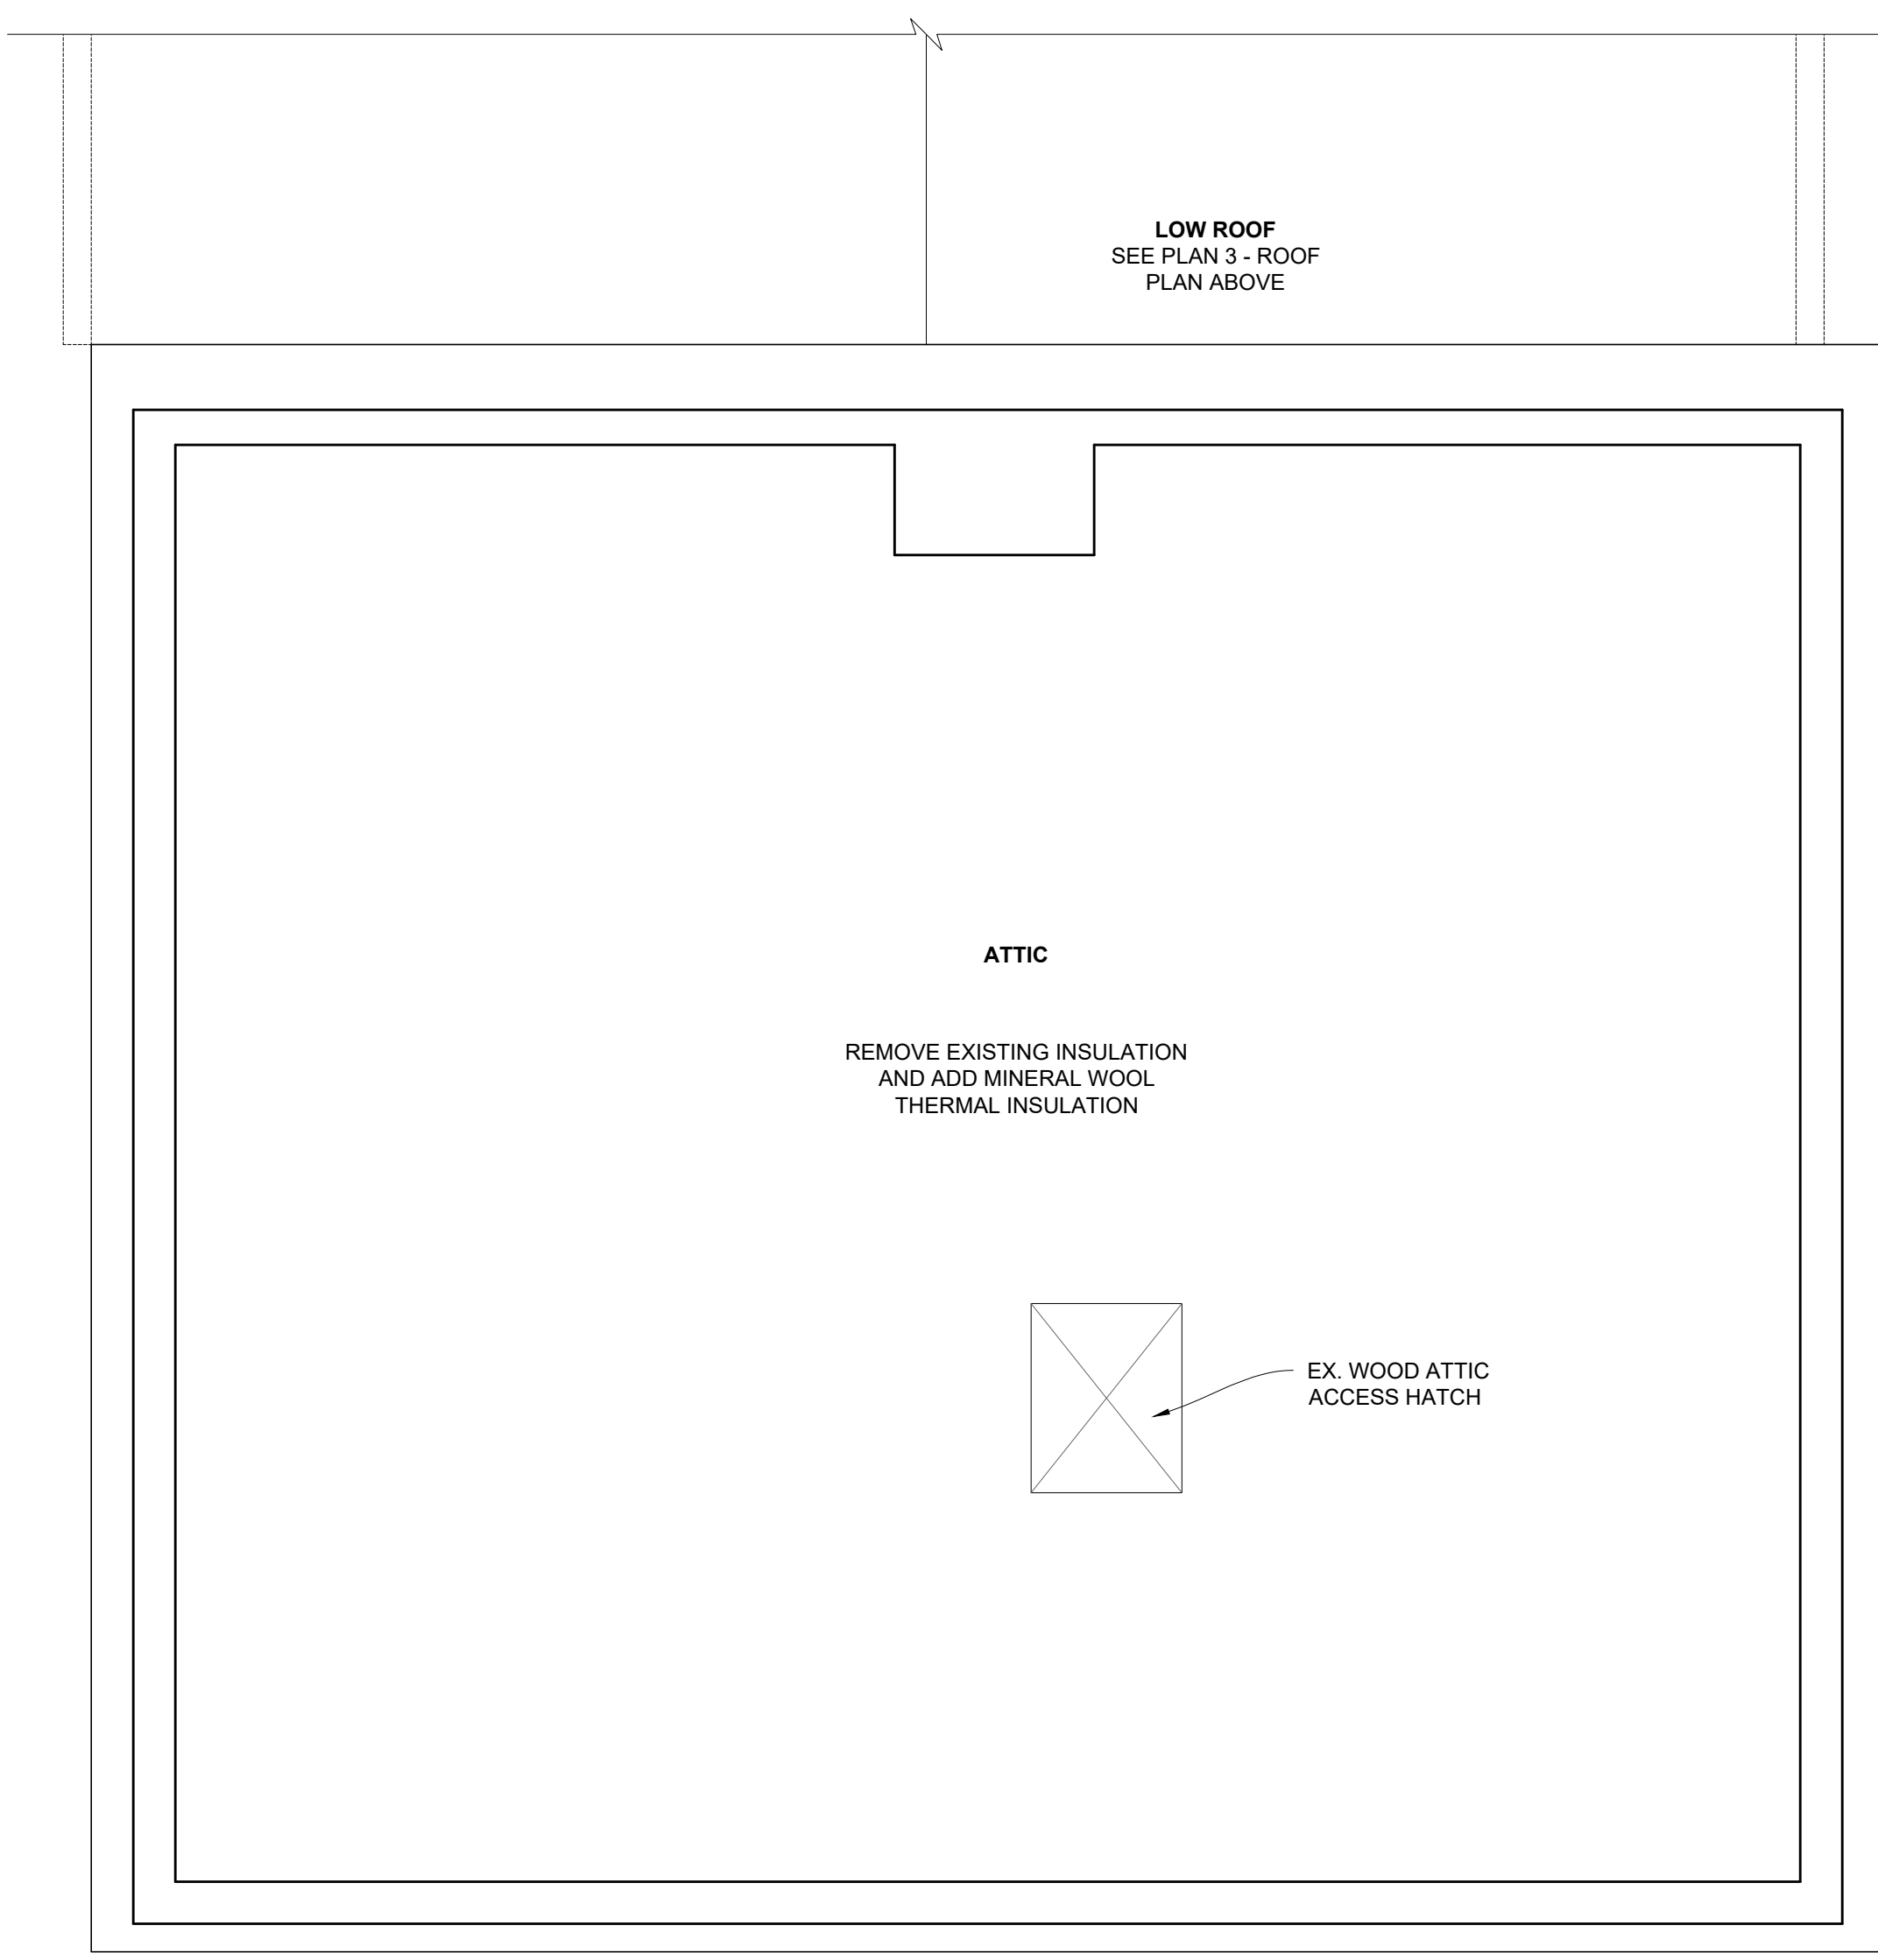 LOW ROOF
SEE PLAN 3 - ROOF
PLAN ABOVE
ATTIC
REMOVE EXISTING INSULATION
AND ADD MINERAL WOOL
THERMAL INSULATION
EX. WOOD ATTIC
ACCESS HATCH